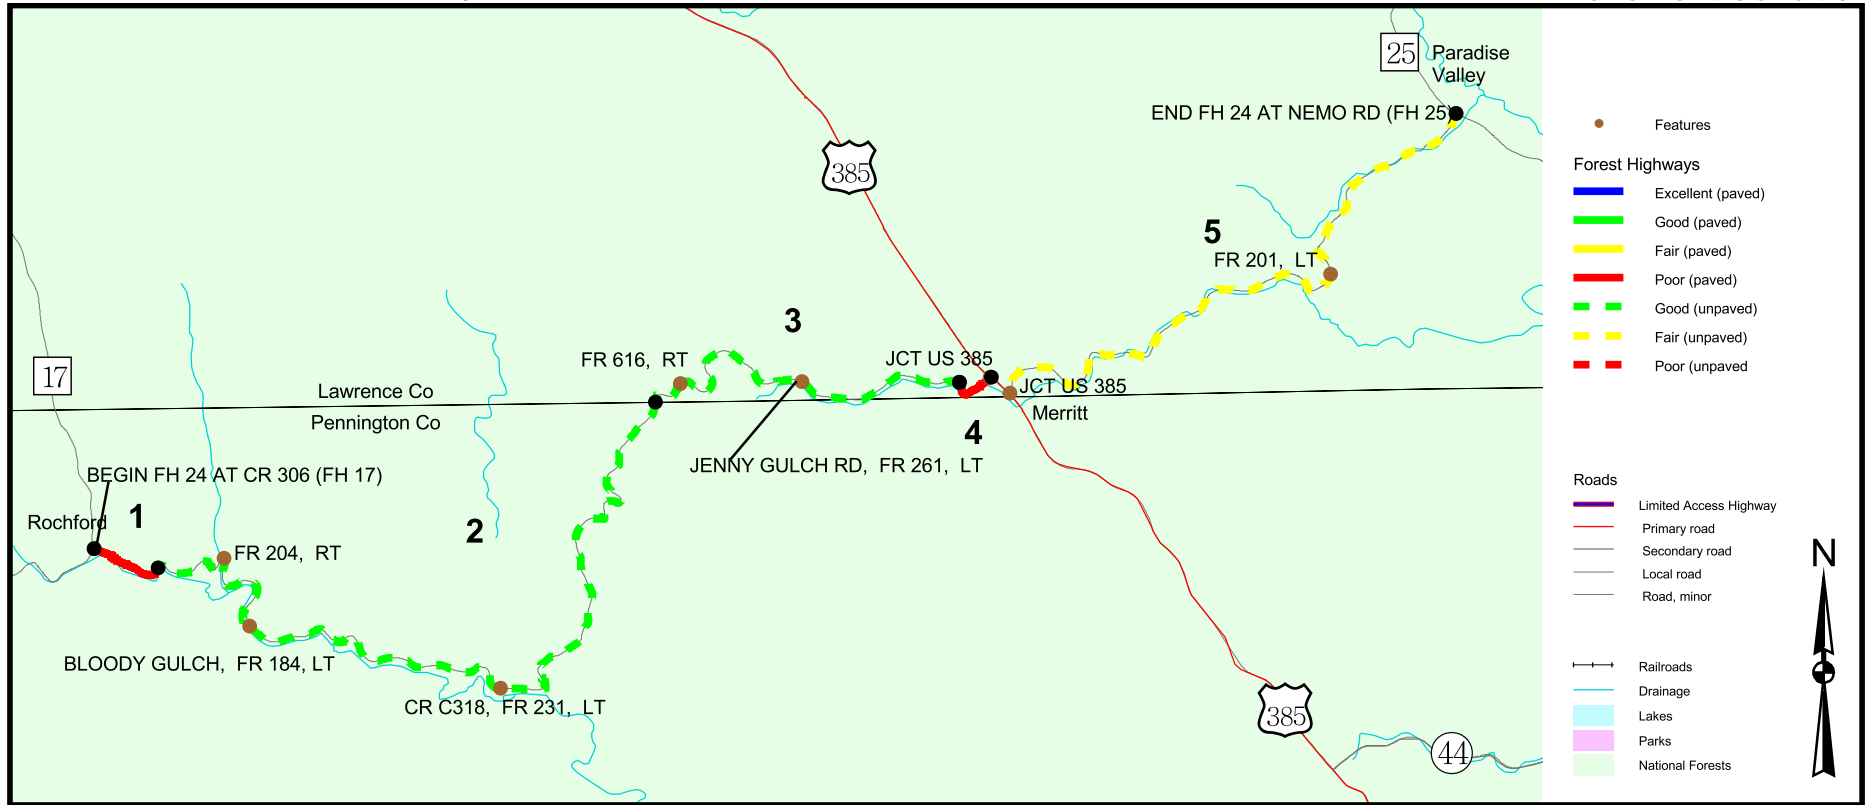 25
Paradise
Valley
END FH 24 AT NEMO RD (FH 25)
385
5
FR 201, LT
3
FR 616, RT
JCT US 385
17
Lawrence Co
JCT US 385
Pennington Co
Merritt
4
JENNY GULCH RD, FR 261, LT
BEGIN FH 24 AT CR 306 (FH 17)
1
Rochford
2
FR 204, RT
BLOODY GULCH, FR 184, LT
CR C318, FR 231, LT
385
44
Features
Forest Highways
Excellent (paved)
Good (paved)
Fair (paved)
Poor (paved)
Good (unpaved)
Fair (unpaved)
Poor (unpaved
Roads
Limited Access Highway
Primary road
Secondary road
Local road
Road, minor
Railroads
Drainage
Lakes
Parks
National Forests
N